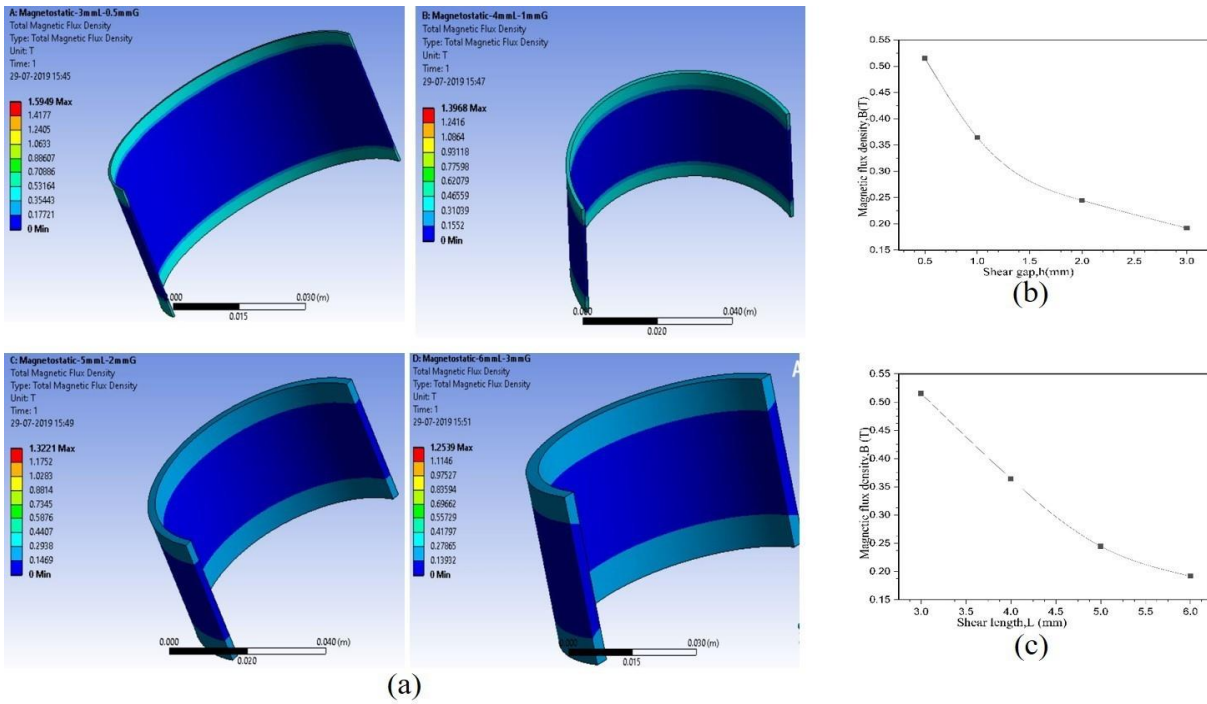 A: Magnetostatic-3mmL-0.5mmG
Total Magnetic Flux Density
Type: Total Magnetic Flux Density
Unit: T
Time: 1
29-07-2019 15:45
1.5949 Max
1.4177
1.2405
1.0633
0.88607
0.70886
0.53164
0.35443
0.17721
0 Min
0.000
0.030 (m)
0.015
B: Magnetostatic-4mmL-1mmG
Total Magnetic Flux Density
Type: Total Magnetic Flux Density
Unit: T
Time: 1
29-07-2019 15:47
1.3968 Max
1.2416
1.0864
0.93118
0.77598
0.62079
0.46559
0.31039
0.1552
0 Min
0.000
0.040 (m)
0.020
C: Magnetostatic-5mmL-2mmG
Total Magnetic Flux Density
Type: Total Magnetic Flux Density
Unit: T
Time: 1
29-07-2019 15:49
1.3221 Max
1.1752
1.0283
0.8814
0.7345
0.5876
0.4407
0.2938
0.1469
0 Min
0.000
0.040 (m)
0.020
D: Magnetostatic-6mmL-3mmG
Total Magnetic Flux Density
Type: Total Magnetic Flux Density
Unit: T
Time: 1
29-07-2019 15:51
1.2539 Max
1.1146
0.97527
0.83594
0.69662
0.55729
0.41797
0.27865
0.13932
0 Min
0.000
0.030 (m)
0.015
A
(a)
Magnetic flux density,B(T)
0.55
0.50
0.45
0.40
0.35
0.30
0.25
0.20
0.15
0.5 1.0 1.5 2.0 2.5 3.0
Shear gap,h(mm)
(b)
Magnetic flux density,B (T)
0.55
0.50
0.45
0.40
0.35
0.30
0.25
0.20
0.15
3.0 3.5 4.0 4.5 5.0 5.5 6.0
Shear length,L (mm)
(c)